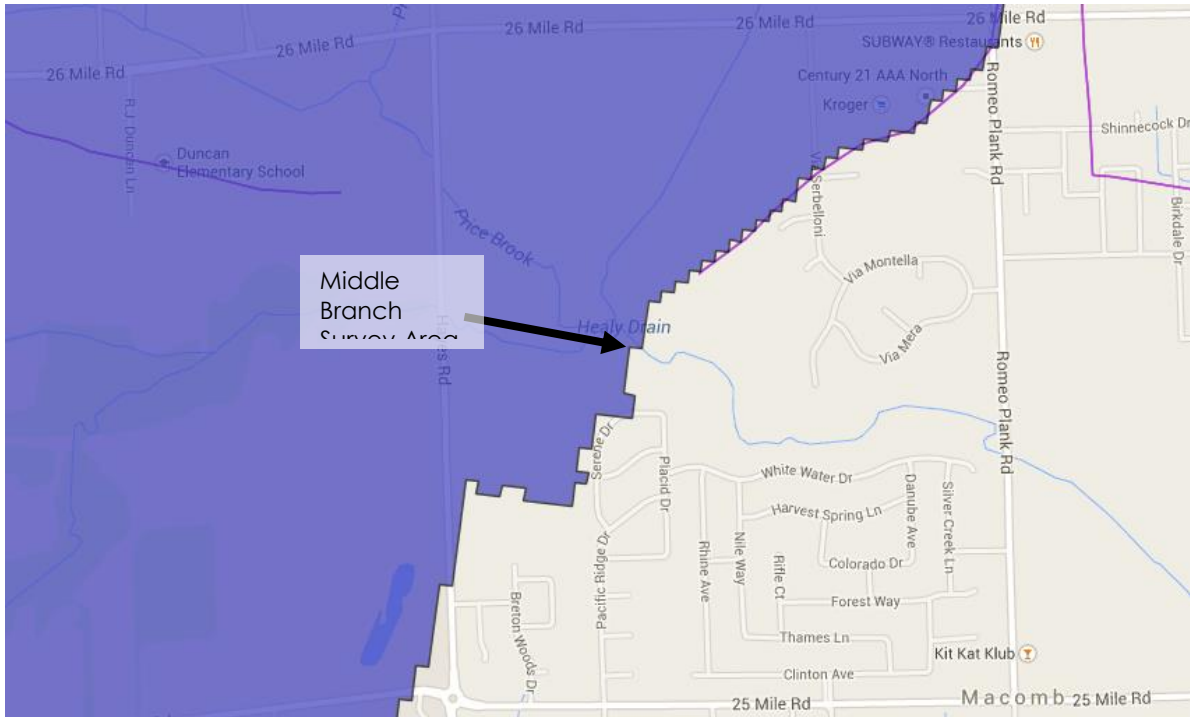 26 Mile Rd
26 Mile Rd
26 Mile Rd
26 Mile Rd
26 Mile Rd
SUBWAY® Restaurants
Century 21 AAA North
Kroger
R.J. Duncan Ln
Duncan
Elementary School
Romeo Plank Rd
Shinnecock Dr
Via Serbelloni
Birkdale Dr
Price Brook
Via Montella
Middle
Branch
Survey Area
Healy Drain
Hayes Rd
Via Mera
Romeo Plank Rd
Serene Dr
Placid Dr
White Water Dr
Danube Ave
Silver Creek Ln
Harvest Spring Ln
Pacific Ridge Dr
Rhine Ave
Nile Way
Rifle Ct
Colorado Dr
Breton Woods Dr
Forest Way
Thames Ln
Kit Kat Klub
Clinton Ave
25 Mile Rd
Macomb
25 Mile Rd